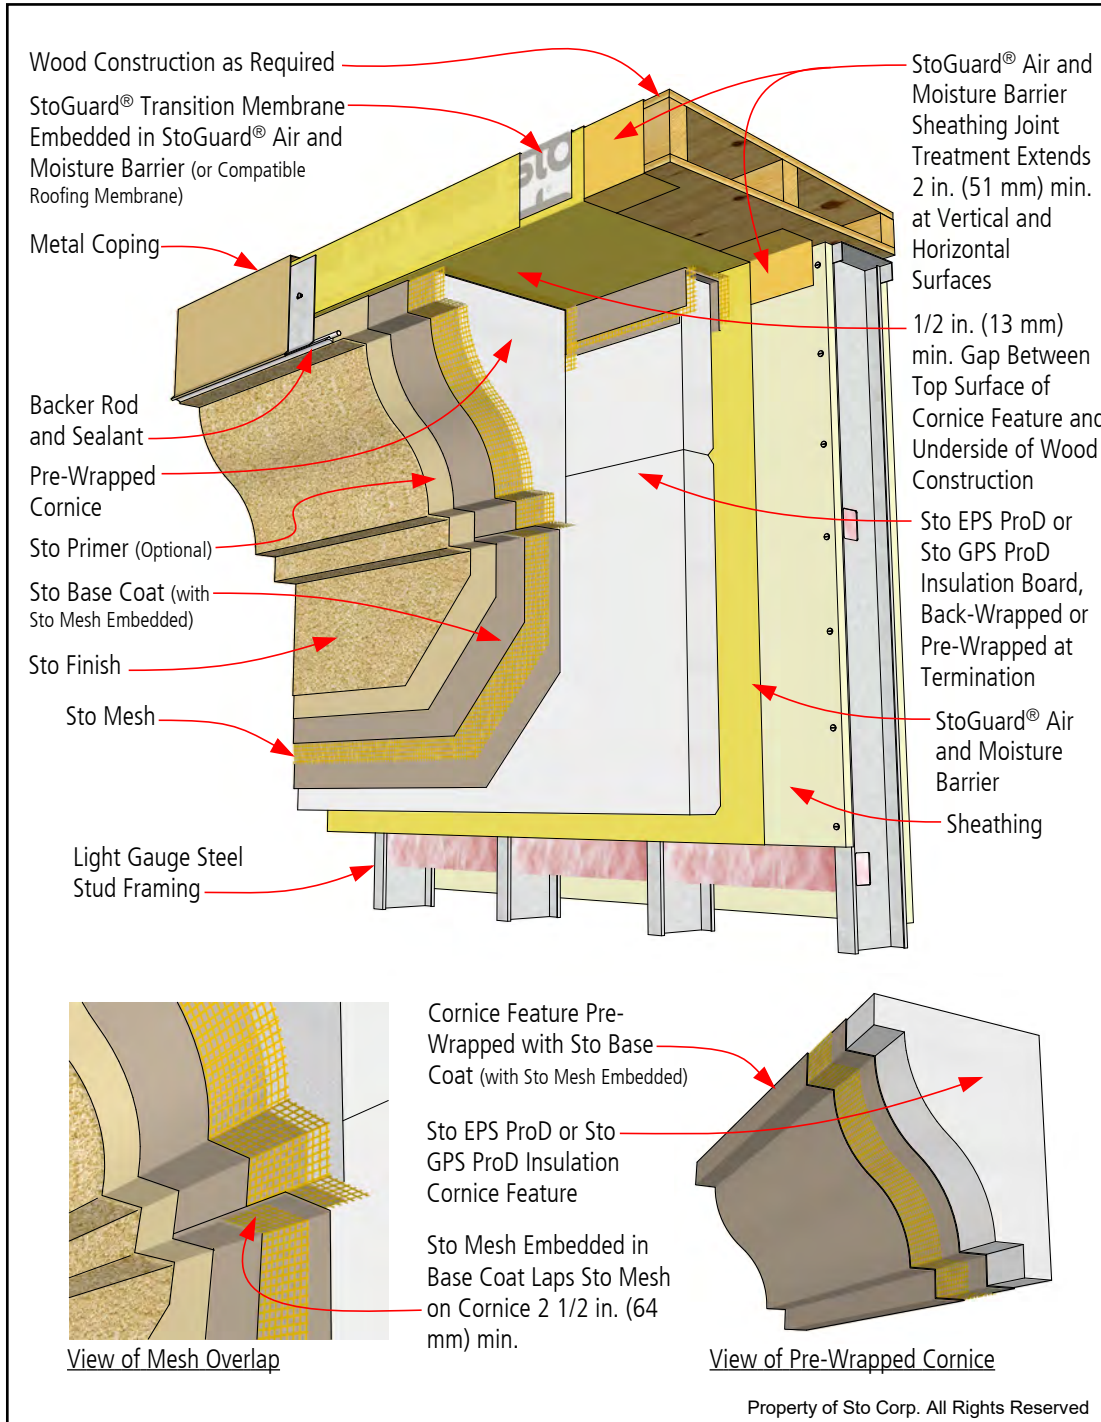 Wood Construction as Required
StoGuard® Transition Membrane
Embedded in StoGuard® Air and
Moisture Barrier (or Compatible
Roofing Membrane)
Metal Coping
Backer Rod
and Sealant
Pre-Wrapped
Cornice
Sto Primer (Optional)
Sto Base Coat (with
Sto Mesh Embedded)
Sto Finish
Sto Mesh
Light Gauge Steel
Stud Framing
sto
StoGuard® Air and
Moisture Barrier
Sheathing Joint
Treatment Extends
2 in. (51 mm) min.
at Vertical and
Horizontal
Surfaces
1/2 in. (13 mm)
min. Gap Between
Top Surface of
Cornice Feature and
Underside of Wood
Construction
Sto EPS ProD or
Sto GPS ProD
Insulation Board,
Back-Wrapped or
Pre-Wrapped at
Termination
StoGuard® Air
and Moisture
Barrier
Sheathing
Cornice Feature Pre-
Wrapped with Sto Base
Coat (with Sto Mesh Embedded)
Sto EPS ProD or Sto
GPS ProD Insulation
Cornice Feature
Sto Mesh Embedded in
Base Coat Laps Sto Mesh
on Cornice 2 1/2 in. (64
mm) min.
View of Mesh Overlap
View of Pre-Wrapped Cornice
Property of Sto Corp. All Rights Reserved